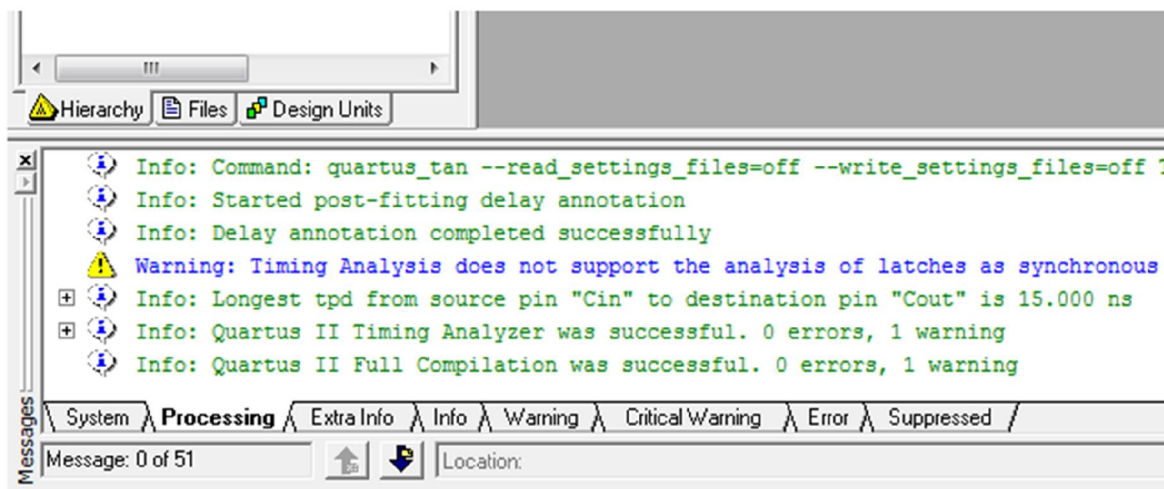 Hierarchy Files Design Units
Info: Command: quartus_tan --read_settings_files=off --write_settings_files=off
Info: Started post-fitting delay annotation
Info: Delay annotation completed successfully
Warning: Timing Analysis does not support the analysis of latches as synchronous
Info: Longest tpd from source pin "Cin" to destination pin "Cout" is 15.000 ns
Info: Quartus II Timing Analyzer was successful. 0 errors, 1 warning
Info: Quartus II Full Compilation was successful. 0 errors, 1 warning
System Processing Extra Info Info Warning Critical Warning Error Suppressed
Message: 0 of 51 Location:
Messages